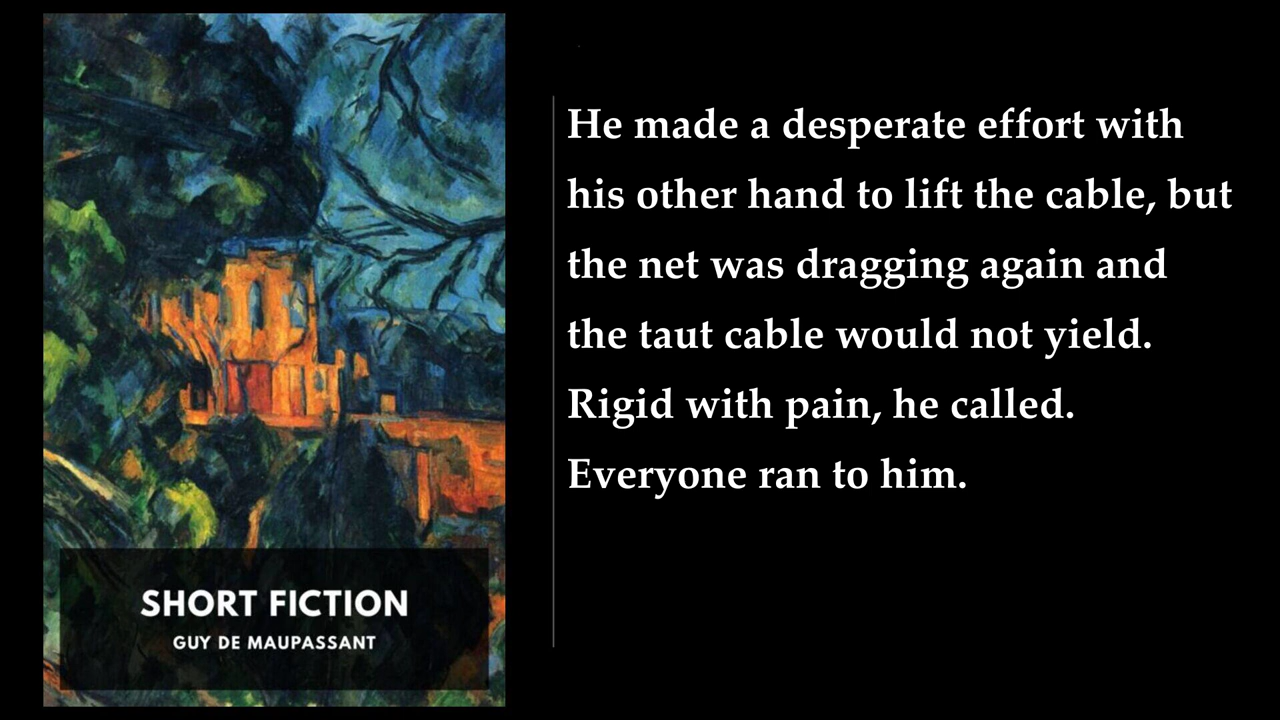 He made a desperate effort with
his other hand to lift the cable, but
the net was dragging again and
the taut cable would not yield.
Rigid with pain, he called.
Everyone ran to him.
SHORT FICTION
GUY DE MAUPASSANT